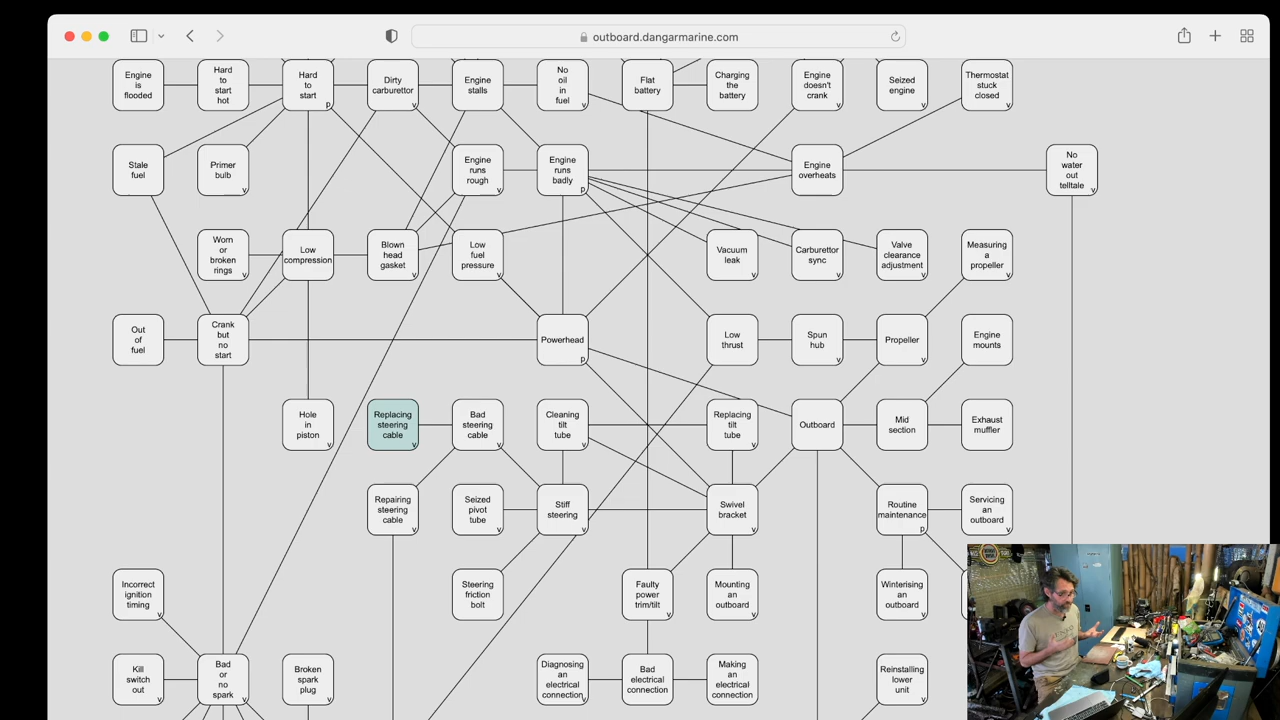 outboard.dangarmarine.com
Engine
is
flooded
Hard
to
start
hot
Hard
to
start
p
Dirty
carburettor
v
Engine
stalls
No
oil
in
fuel
v
Flat
battery
Charging
the
battery
Engine
doesn't
crank
v
Seized
engine
v
Thermostat
stuck
closed
v
Stale
fuel
Primer
bulb
v
Engine
runs
rough
v
Engine
runs
badly
p
Engine
overheats
No
water
out
telltale
v
Worn
or
broken
rings
v
Low
compression
v
Blown
head
gasket
v
Low
fuel
pressure
v
Vacuum
leak
v
Carburettor
sync
v
Valve
clearance
adjustment
v
Measuring
a
propeller
v
Out
of
fuel
Crank
but
no
start
Powerhead
p
Low
thrust
Spun
hub
v
Propeller
v
Engine
mounts
Hole
in
piston
v
Replacing
steering
cable
v
Bad
steering
cable
v
Cleaning
tilt
tube
v
Replacing
tilt
tube
v
Outboard
Mid
section
Exhaust
muffler
Repairing
steering
cable
v
Seized
pivot
tube
v
Stiff
steering
v
Swivel
bracket
v
Routine
maintenance
p
Servicing
an
outboard
v
Incorrect
ignition
timing
v
Steering
friction
bolt
Faulty
power
trim/tilt
v
Mounting
an
outboard
v
Winterising
an
outboard
v
Kill
switch
out
v
Bad
or
no
spark
v
Broken
spark
plug
v
Diagnosing
an
electrical
connection
v
Bad
electrical
connection
Making
an
electrical
connection
v
Reinstalling
lower
unit
v